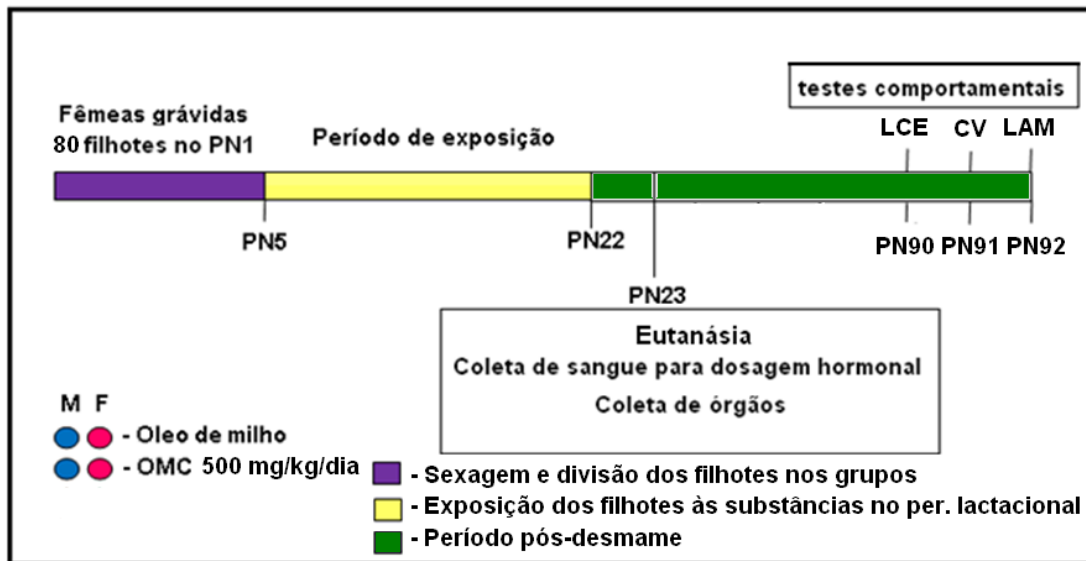 testes comportamentais
Fêmeas grávidas
80 filhotes no PN1
Período de exposição
LCE CV LAM
PN5
PN22
PN90 PN91 PN92
PN23
Eutanásia
Coleta de sangue para dosagem hormonal
Coleta de órgãos
M F
- Oleo de milho
- OMC 500 mg/kg/dia
- Sexagem e divisão dos filhotes nos grupos
- Exposição dos filhotes às substâncias no per. lactacional
- Período pós-desmame